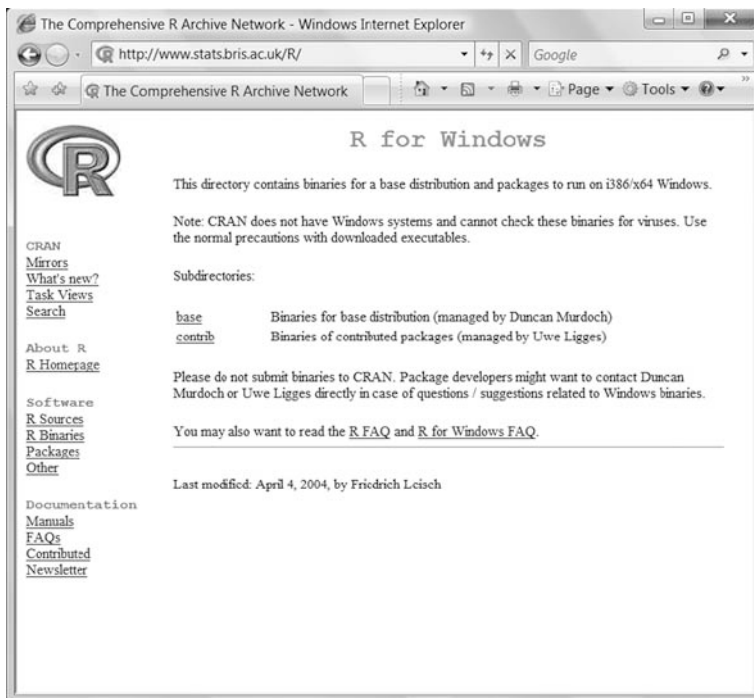 The Comprehensive R Archive Network - Windows Internet Explorer
http://www.stats.bris.ac.uk/R/
Google
The Comprehensive R Archive Network
Page
Tools
R
CRAN
Mirrors
What's new?
Task Views
Search
About R
R Homepage
Software
R Sources
R Binaries
Packages
Other
Documentation
Manuals
FAQs
Contributed
Newsletter
R for Windows
This directory contains binaries for a base distribution and packages to run on i386/x64 Windows.
Note: CRAN does not have Windows systems and cannot check these binaries for viruses. Use
the normal precautions with downloaded executables.
Subdirectories:
base Binaries for base distribution (managed by Duncan Murdoch)
contrib Binaries of contributed packages (managed by Uwe Ligges)
Please do not submit binaries to CRAN. Package developers might want to contact Duncan
Murdoch or Uwe Ligges directly in case of questions / suggestions related to Windows binaries.
You may also want to read the R FAQ and R for Windows FAQ.
Last modified: April 4, 2004, by Friedrich Leisch